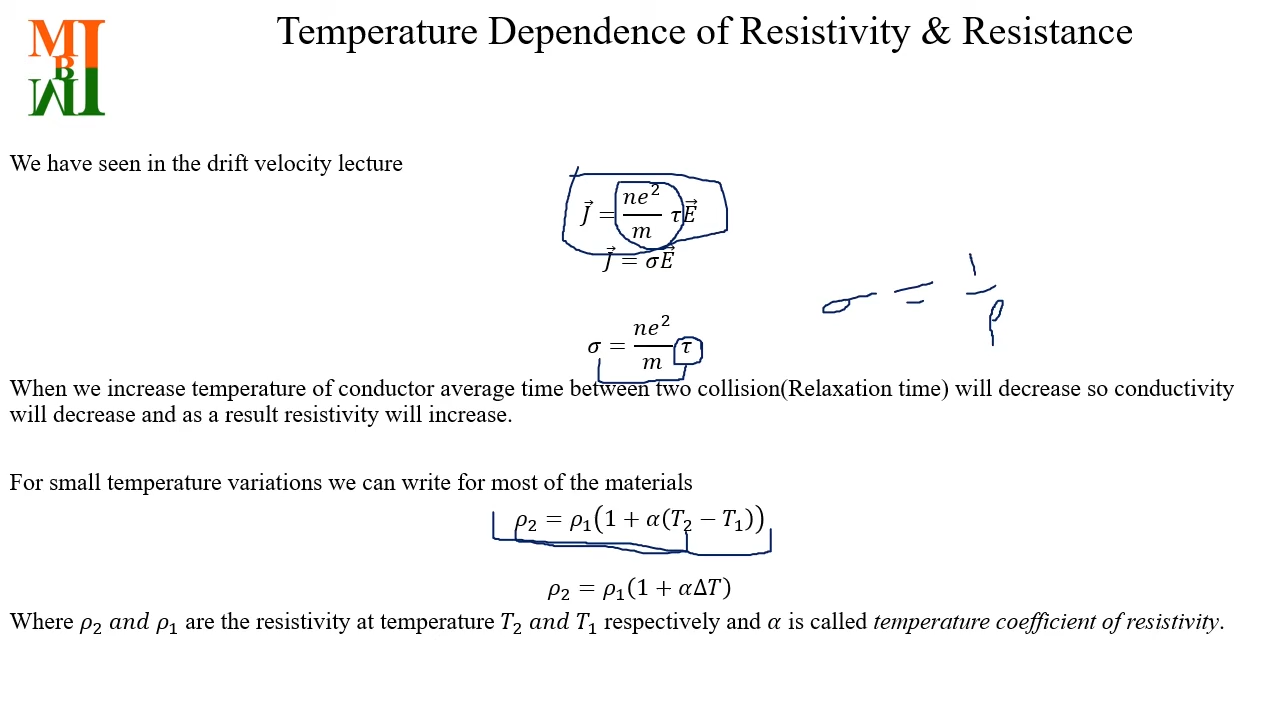 MI
B
MI
Temperature Dependence of Resistivity & Resistance
We have seen in the drift velocity lecture
J⃗ = ne²/m τE⃗
J⃗ = σE⃗
σ = ne²/m τ
σ = 1/ρ
When we increase temperature of conductor average time between two collision(Relaxation time) will decrease so conductivity
will decrease and as a result resistivity will increase.
For small temperature variations we can write for most of the materials
ρ₂ = ρ₁(1 + α(T₂ − T₁))
ρ₂ = ρ₁(1 + αΔT)
Where ρ₂ and ρ₁ are the resistivity at temperature T₂ and T₁ respectively and α is called temperature coefficient of resistivity.